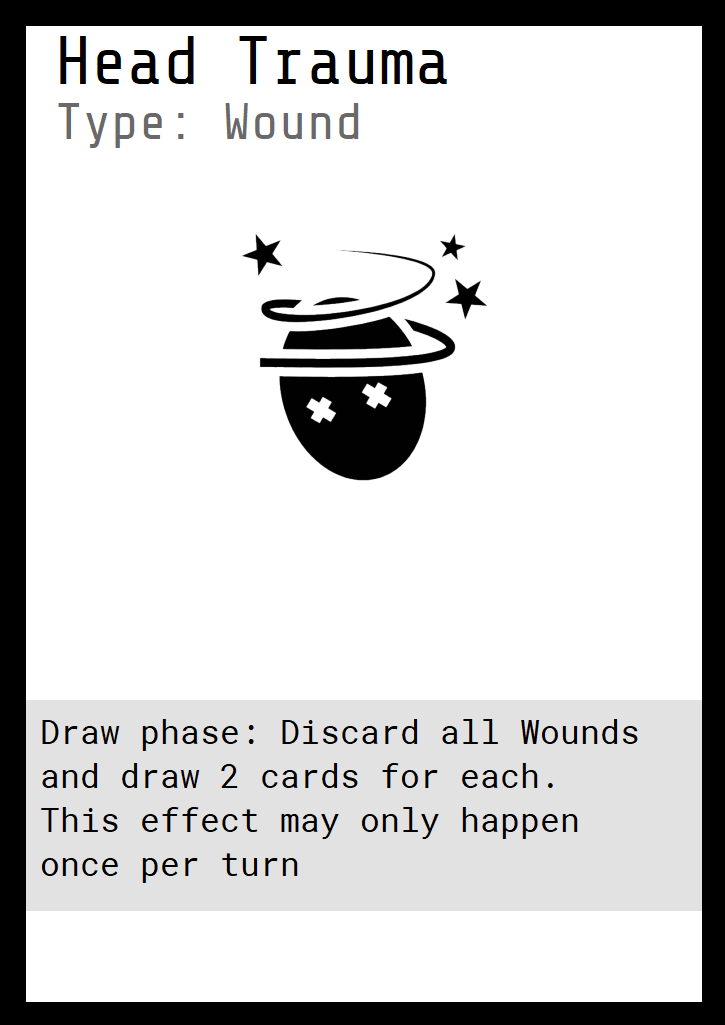 Head Trauma
Type: Wound
Draw phase: Discard all Wounds
and draw 2 cards for each.
This effect may only happen
once per turn